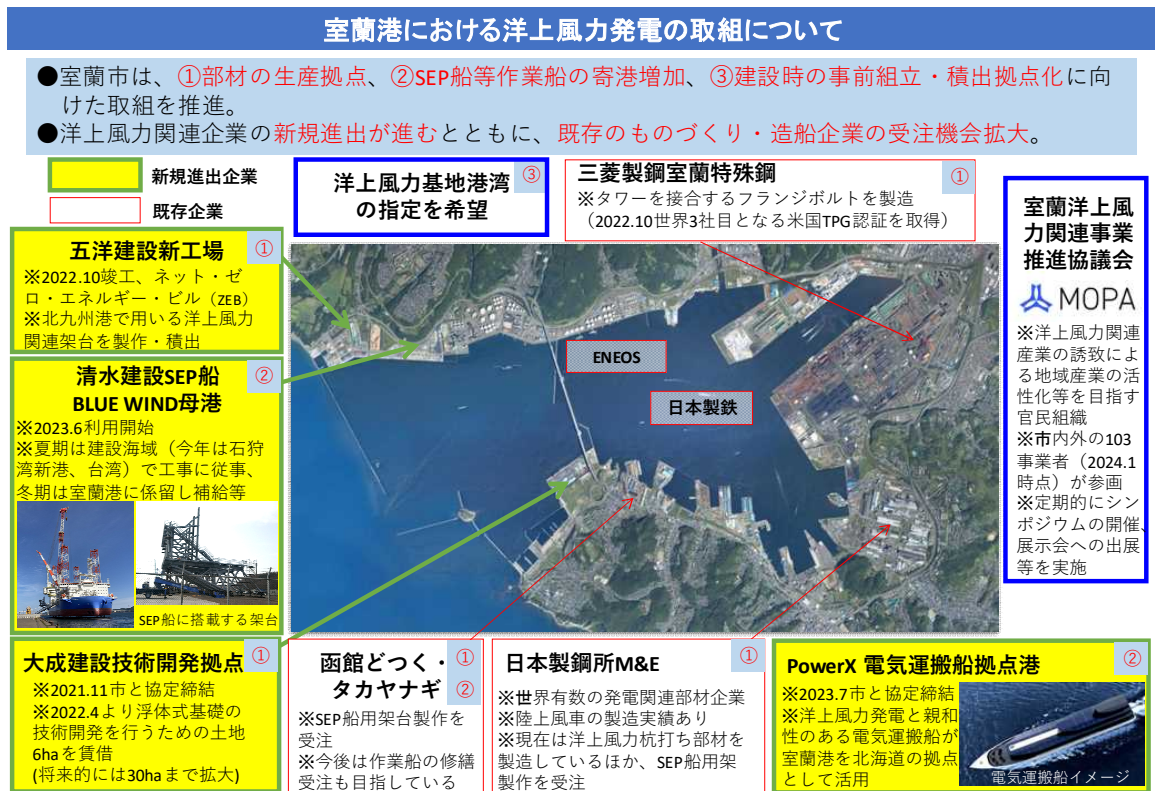 室蘭港における洋上風力発電の取組について
●室蘭市は、①部材の生産拠点、②SEP船等作業船の寄港増加、③建設時の事前組立・積出拠点化に向
けた取組を推進。
●洋上風力関連企業の新規進出が進むとともに、既存のものづくり・造船企業の受注機会拡大。
新規進出企業
既存企業
洋上風力基地港湾
の指定を希望
③
三菱製鋼室蘭特殊鋼
①
※タワーを接合するフランジボルトを製造
（2022.10世界3社目となる米国TPG認証を取得）
五洋建設新工場
①
※2022.10竣工、ネット・ゼ
ロ・エネルギー・ビル（ZEB）
※北九州港で用いる洋上風力
関連架台を製作・積出
清水建設SEP船
BLUE WIND母港
②
※2023.6利用開始
※夏期は建設海域（今年は石狩
湾新港、台湾）で工事に従事、
冬期は室蘭港に係留し補給等
SEP船に搭載する架台
ENEOS
日本製鉄
室蘭洋上風
力関連事業
推進協議会
MOPA
※洋上風力関連
産業の誘致によ
る地域産業の活
性化等を目指す
官民組織
※市内外の103
事業者（2024.1
時点）が参画
※定期的にシン
ポジウムの開催、
展示会への出展
等を実施
大成建設技術開発拠点
①
※2021.11市と協定締結
※2022.4より浮体式基礎の
技術開発を行うための土地
6haを賃借
(将来的には30haまで拡大)
函館どつく・
タカヤナギ
①
②
※SEP船用架台製作を
受注
※今後は作業船の修繕
受注も目指している
日本製鋼所M&E
①
※世界有数の発電関連部材企業
※陸上風車の製造実績あり
※現在は洋上風力杭打ち部材を
製造しているほか、SEP船用架
製作を受注
PowerX 電気運搬船拠点港
②
※2023.7市と協定締結
※洋上風力発電と親和
性のある電気運搬船が
室蘭港を北海道の拠点
として活用
電気運搬船イメージ